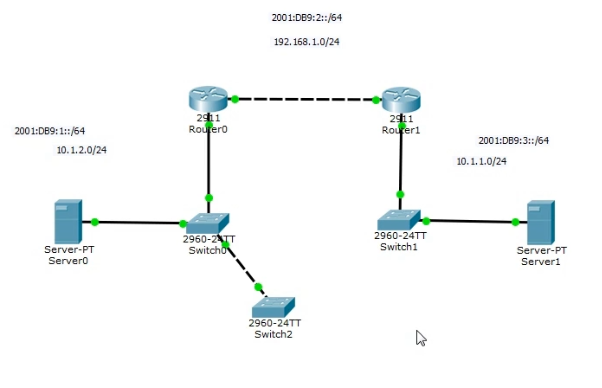 2001:DB9:2::/64
192.168.1.0/24
2911
Router0
2911
Router1
2001:DB9:1::/64
10.1.2.0/24
2001:DB9:3::/64
10.1.1.0/24
Server-PT
Server0
2960-24TT
Switch0
2960-24TT
Switch1
Server-PT
Server1
2960-24TT
Switch2